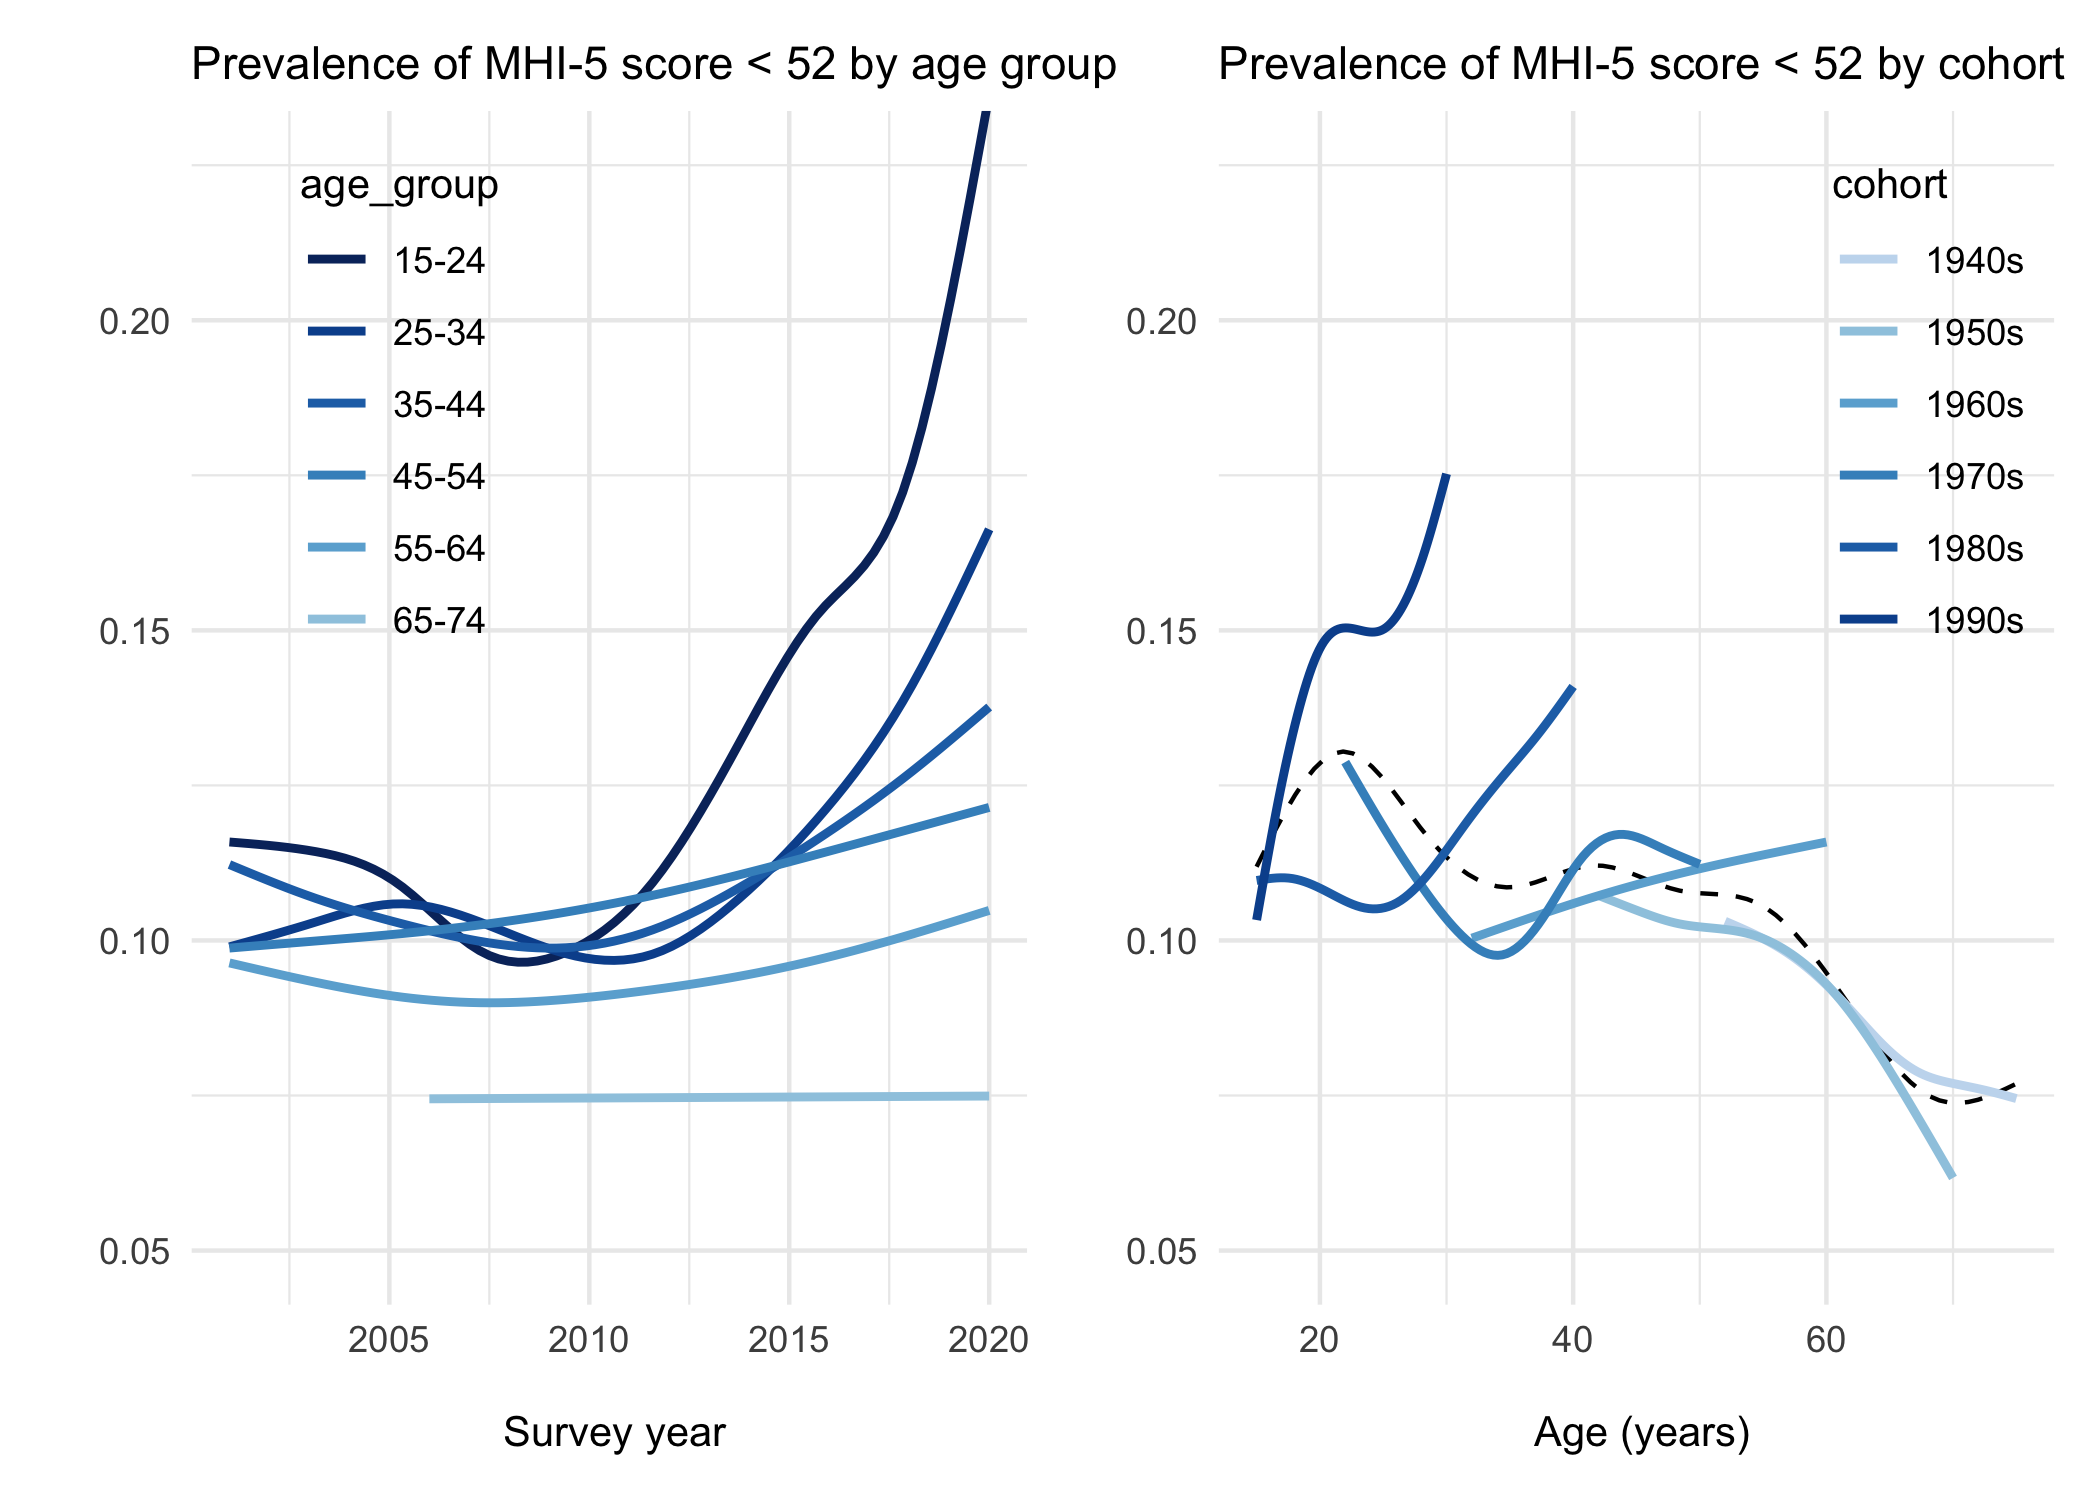 Prevalence of MHI-5 score < 52 by age group
age_group
15-24
25-34
35-44
45-54
55-64
65-74
0.20
0.15
0.10
0.05
2005 2010 2015 2020
Survey year
Prevalence of MHI-5 score < 52 by cohort
cohort
1940s
1950s
1960s
1970s
1980s
1990s
0.20
0.15
0.10
0.05
20 40 60
Age (years)